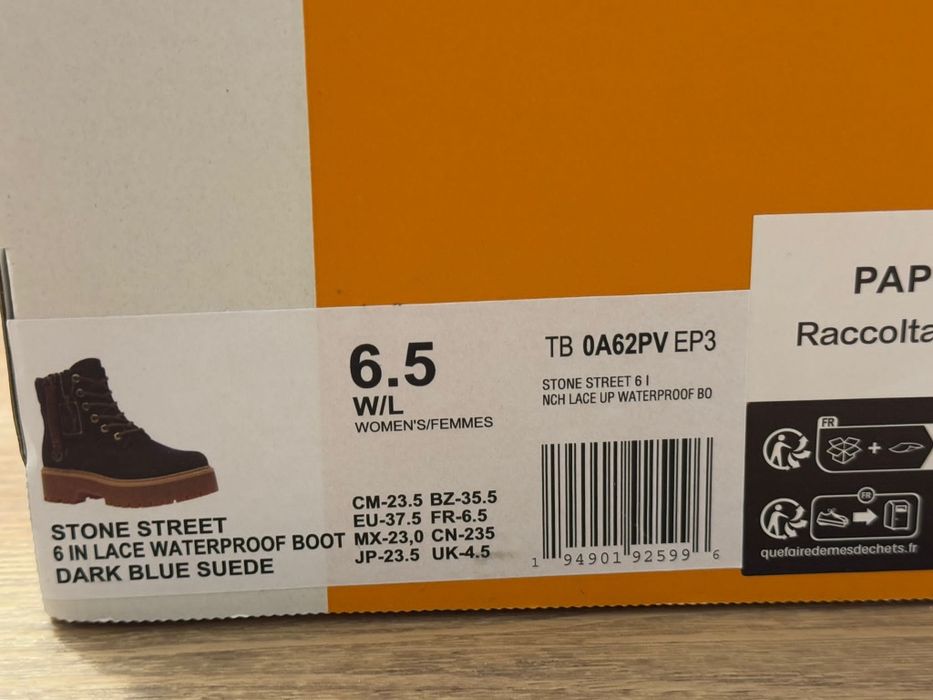 6.5
W/L
WOMEN'S/FEMMES
CM-23.5 BZ-35.5
EU-37.5 FR-6.5
MX-23,0 CN-235
JP-23.5 UK-4.5
STONE STREET
6 IN LACE WATERPROOF BOOT
DARK BLUE SUEDE
TB 0A62PV EP3
STONE STREET 6 I
NCH LACE UP WATERPROOF BO
1 94901 92599 6
PAP
Raccolta
FR
+
FR
quefairedemesdechets.fr